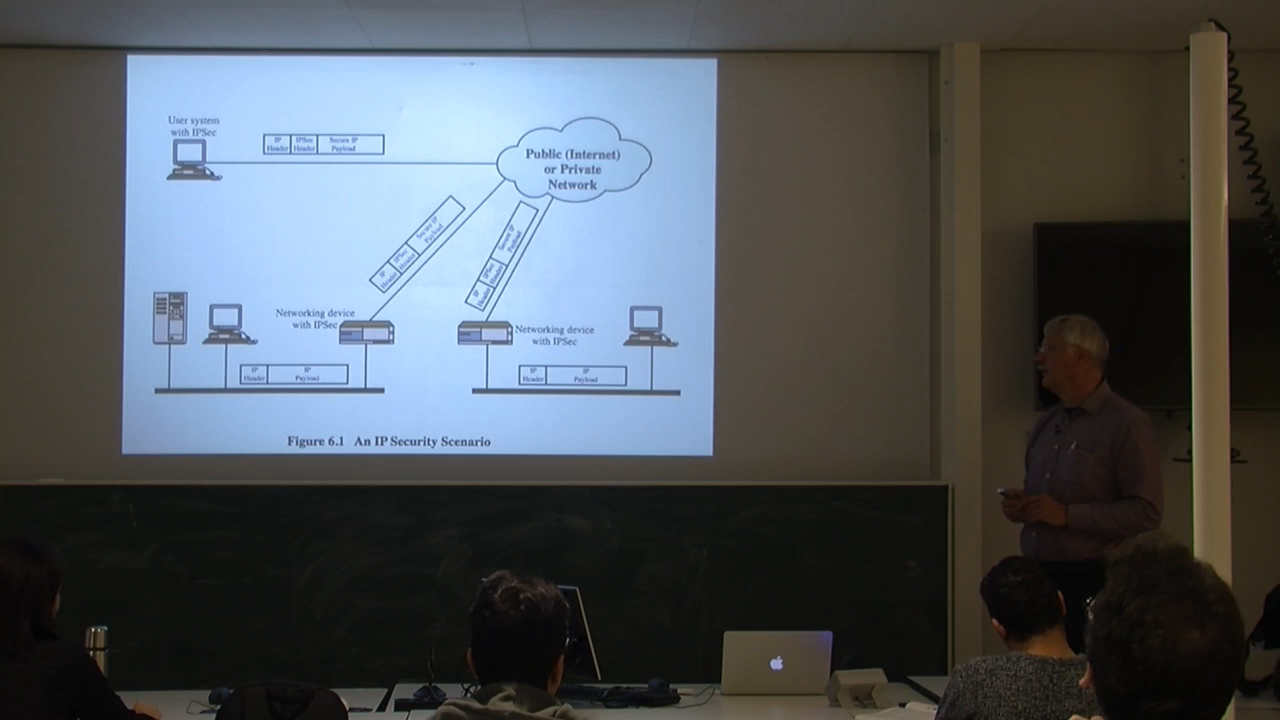 User system
with IPSec
IP
Header
IPSec
Header
Secure IP
Payload
Public (Internet)
or Private
Network
IP
Header
IPSec
Header
Secure IP
Payload
IP
Header
IPSec
Header
Secure IP
Payload
Networking device
with IPSec
Networking device
with IPSec
IP
Header
IP
Payload
IP
Header
IP
Payload
Figure 6.1 An IP Security Scenario